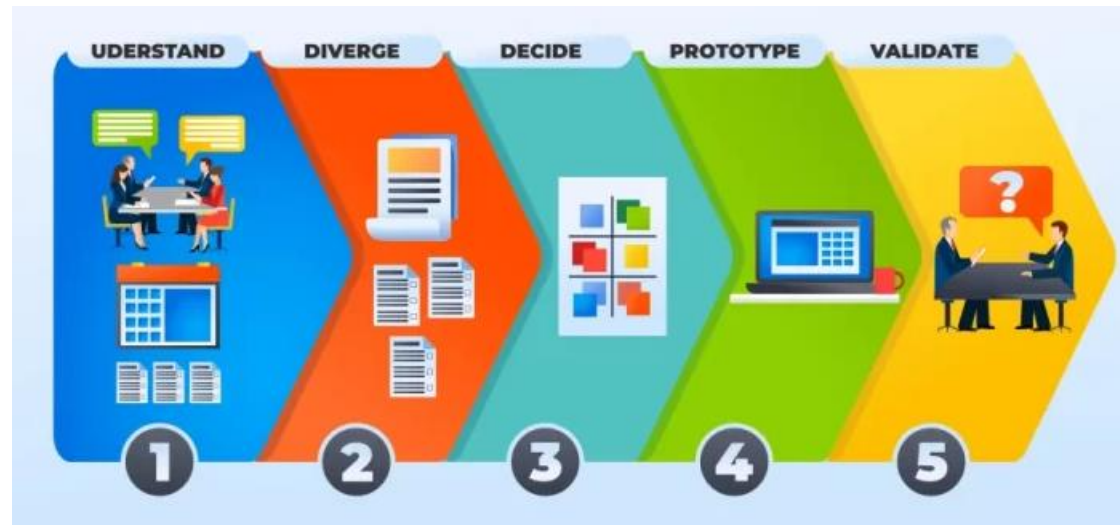 UDERSTAND
DIVERGE
DECIDE
PROTOTYPE
VALIDATE
?
1
2
3
4
5